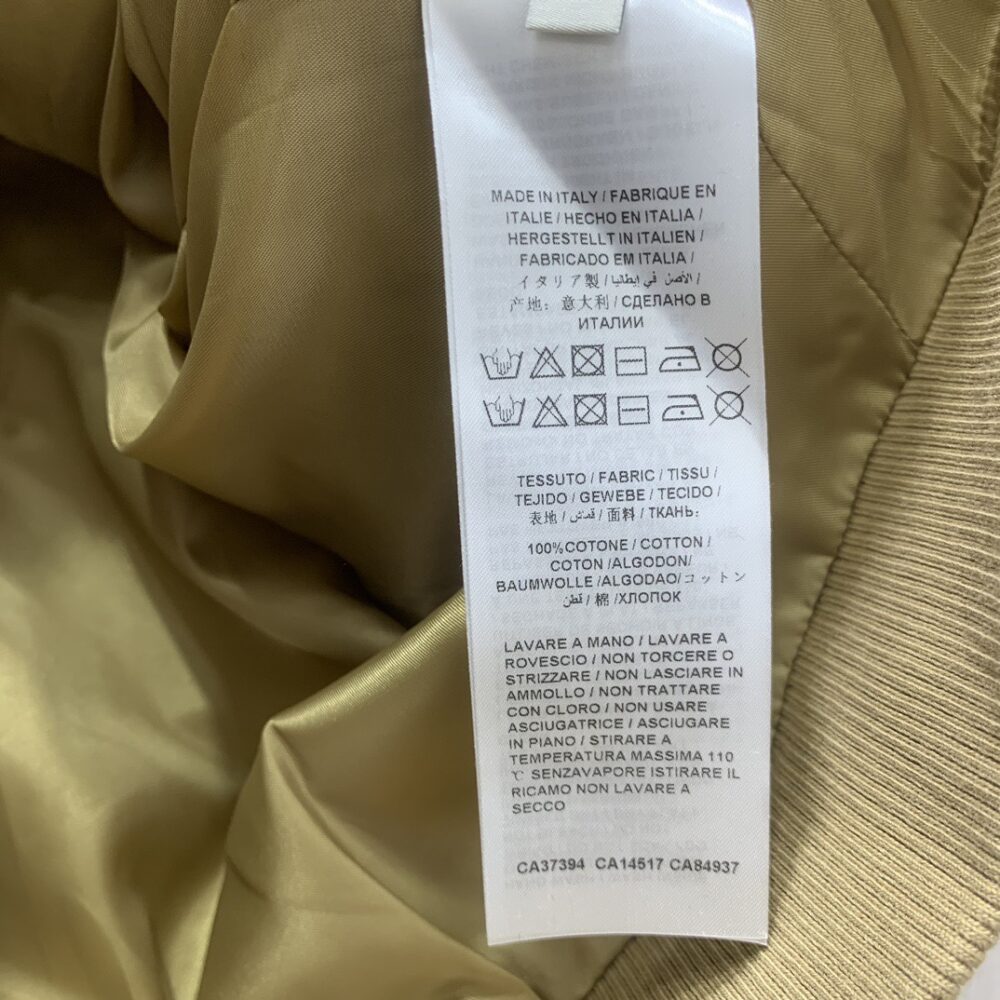 MADE IN ITALY / FABRIQUE EN
ITALIE / HECHO EN ITALIA /
HERGESTELLT IN ITALIEN /
FABRICADO EM ITALIA /
イタリア製 / الأصل في إيطاليا /
产地：意大利 / СДЕЛАНО В
ИТАЛИИ
TESSUTO / FABRIC / TISSU /
TEJIDO / GEWEBE / TECIDO /
表地 / قماش / 面料 / ТКАНЬ:
100%COTONE / COTTON /
COTON /ALGODON/
BAUMWOLLE /ALGODAO/コットン
قطن / 棉 /ХЛОПОК
LAVARE A MANO / LAVARE A
ROVESCIO / NON TORCERE O
STRIZZARE / NON LASCIARE IN
AMMOLLO / NON TRATTARE
CON CLORO / NON USARE
ASCIUGATRICE / ASCIUGARE
IN PIANO / STIRARE A
TEMPERATURA MASSIMA 110
℃ SENZAVAPORE ISTIRARE IL
RICAMO NON LAVARE A
SECCO
CA37394 CA14517 CA84937